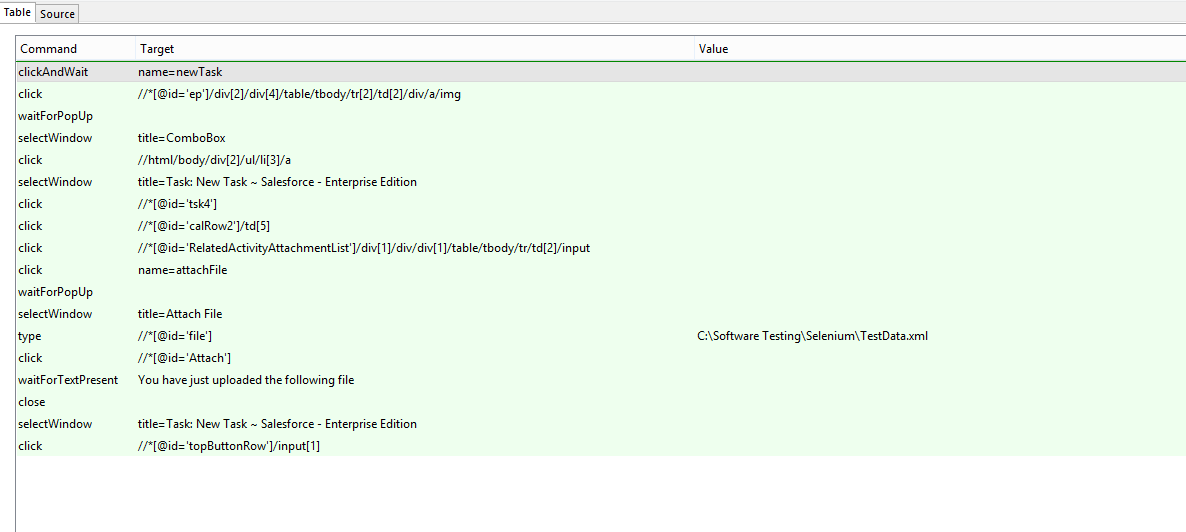 Table Source
Command Target Value
clickAndWait name=newTask
click //*[@id='ep']/div[2]/div[4]/table/tbody/tr[2]/td[2]/div/a/img
waitForPopUp
selectWindow title=ComboBox
click //html/body/div[2]/ul/li[3]/a
selectWindow title=Task: New Task ~ Salesforce - Enterprise Edition
click //*[@id='tsk4']
click //*[@id='calRow2']/td[5]
click //*[@id='RelatedActivityAttachmentList']/div[1]/div/div[1]/table/tbody/tr/td[2]/input
click name=attachFile
waitForPopUp
selectWindow title=Attach File
type //*[@id='file'] C:\Software Testing\Selenium\TestData.xml
click //*[@id='Attach']
waitForTextPresent You have just uploaded the following file
close
selectWindow title=Task: New Task ~ Salesforce - Enterprise Edition
click //*[@id='topButtonRow']/input[1]